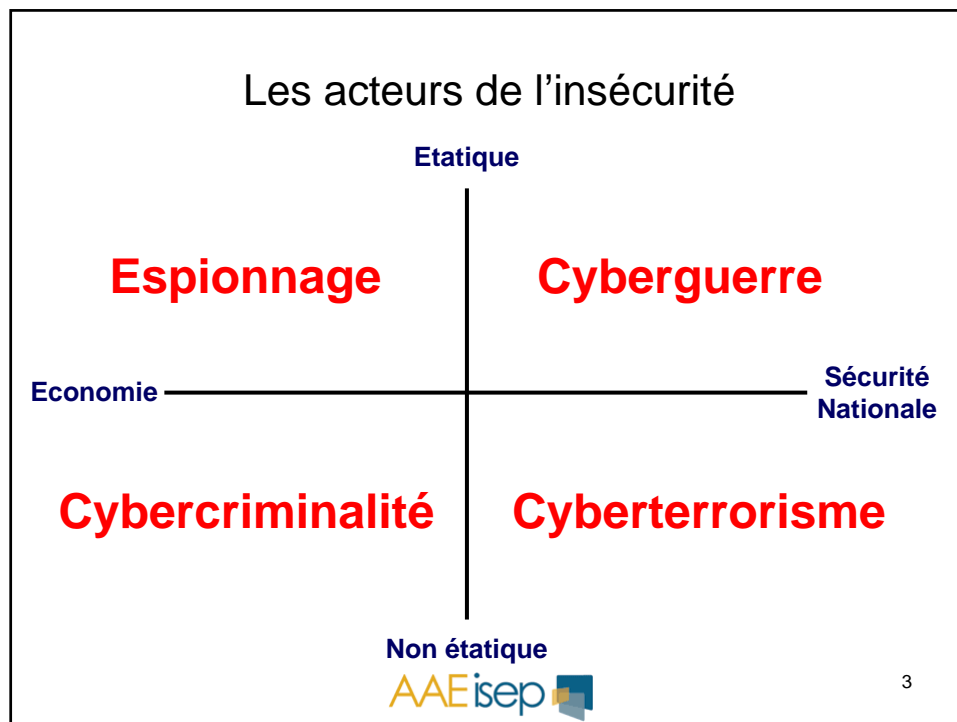 Les acteurs de l'insécurité
Etatique
Espionnage
Cyberguerre
Economie
Sécurité
Nationale
Cybercriminalité
Cyberterrorisme
Non étatique
AAEisep
3